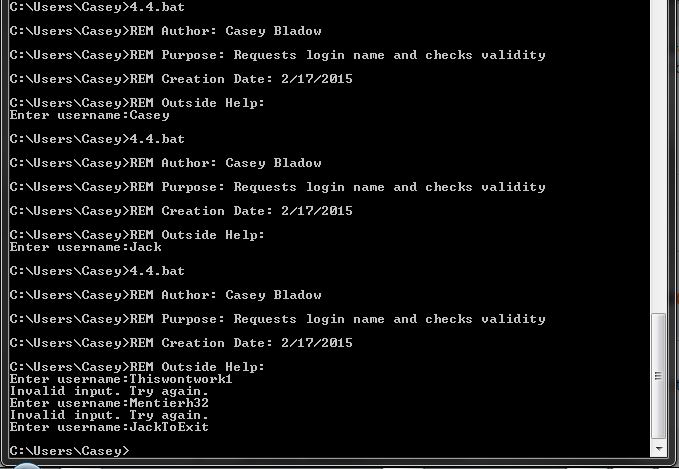 C:\Users\Casey>4.4.bat
C:\Users\Casey>REM Author: Casey Bladow
C:\Users\Casey>REM Purpose: Requests login name and checks validity
C:\Users\Casey>REM Creation Date: 2/17/2015
C:\Users\Casey>REM Outside Help:
Enter username:Casey
C:\Users\Casey>4.4.bat
C:\Users\Casey>REM Author: Casey Bladow
C:\Users\Casey>REM Purpose: Requests login name and checks validity
C:\Users\Casey>REM Creation Date: 2/17/2015
C:\Users\Casey>REM Outside Help:
Enter username:Jack
C:\Users\Casey>4.4.bat
C:\Users\Casey>REM Author: Casey Bladow
C:\Users\Casey>REM Purpose: Requests login name and checks validity
C:\Users\Casey>REM Creation Date: 2/17/2015
C:\Users\Casey>REM Outside Help:
Enter username:Thiswontwork1
Invalid input. Try again.
Enter username:Mentierh32
Invalid input. Try again.
Enter username:JackToExit
C:\Users\Casey>